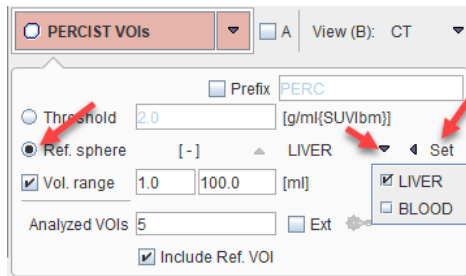 PERCIST VOIs A View (B): CT
Prefix PERC
Threshold 2.0 [g/ml{SUVlbm}]
Ref. sphere [-] LIVER Set
Vol. range 1.0 100.0 [ml]
LIVER
BLOOD
Analyzed VOIs 5 Ext
Include Ref. VOI